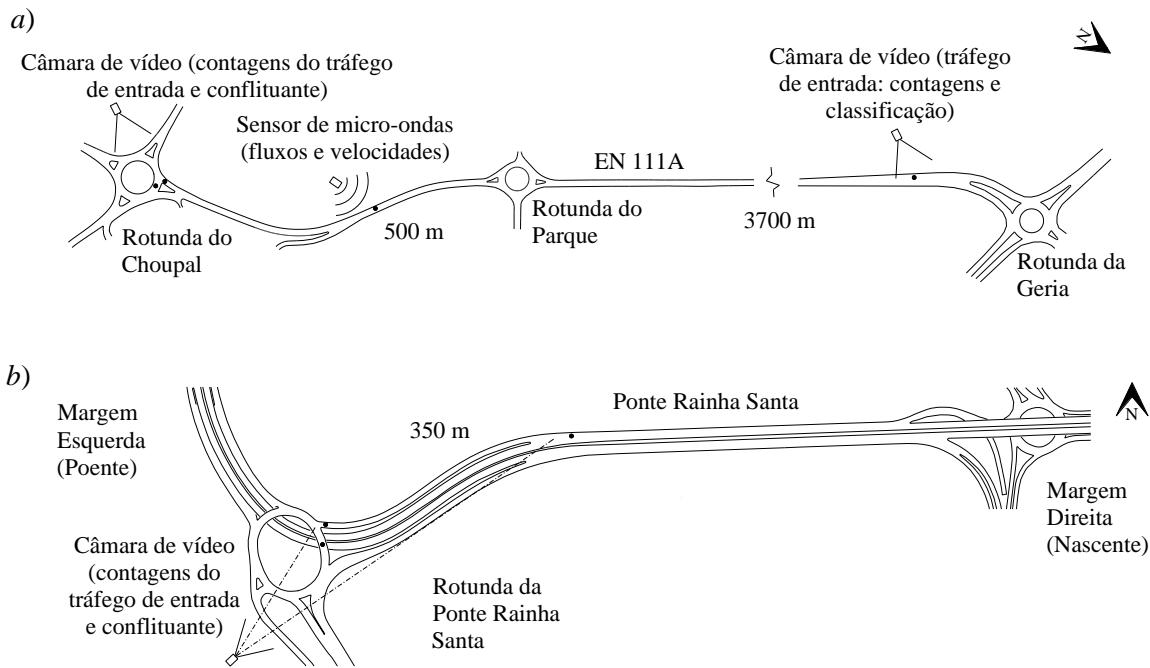 a)
N
Câmara de vídeo (contagens do tráfego
de entrada e conflituante)
Sensor de micro-ondas
(fluxos e velocidades)
Câmara de vídeo (tráfego
de entrada: contagens e
classificação)
EN 111A
Rotunda do
Choupal
500 m
Rotunda do
Parque
3700 m
Rotunda da
Geria
b)
N
Margem
Esquerda
(Poente)
350 m
Ponte Rainha Santa
Câmara de vídeo
(contagens do
tráfego de entrada
e conflituante)
Rotunda da
Ponte Rainha
Santa
Margem
Direita
(Nascente)